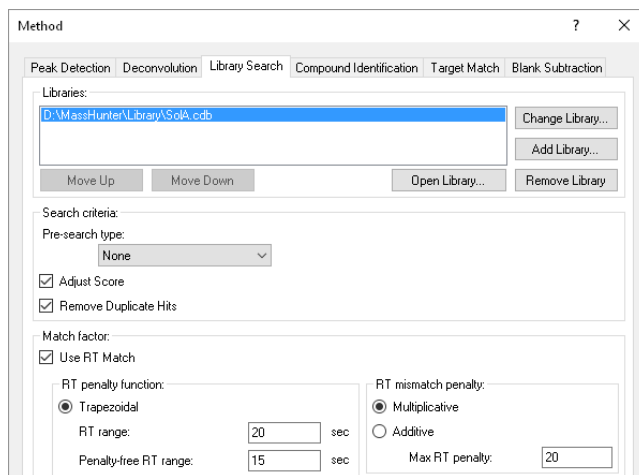 Method ?
Peak Detection Deconvolution Library Search Compound Identification Target Match Blank Subtraction
Libraries:
D:\MassHunter\Library\SolA.cdb
Change Library...
Add Library...
Move Up Move Down Open Library... Remove Library
Search criteria:
Pre-search type:
None
Adjust Score
Remove Duplicate Hits
Match factor:
Use RT Match
RT penalty function:
Trapezoidal
RT range: 20 sec
Penalty-free RT range: 15 sec
RT mismatch penalty:
Multiplicative
Additive
Max RT penalty: 20